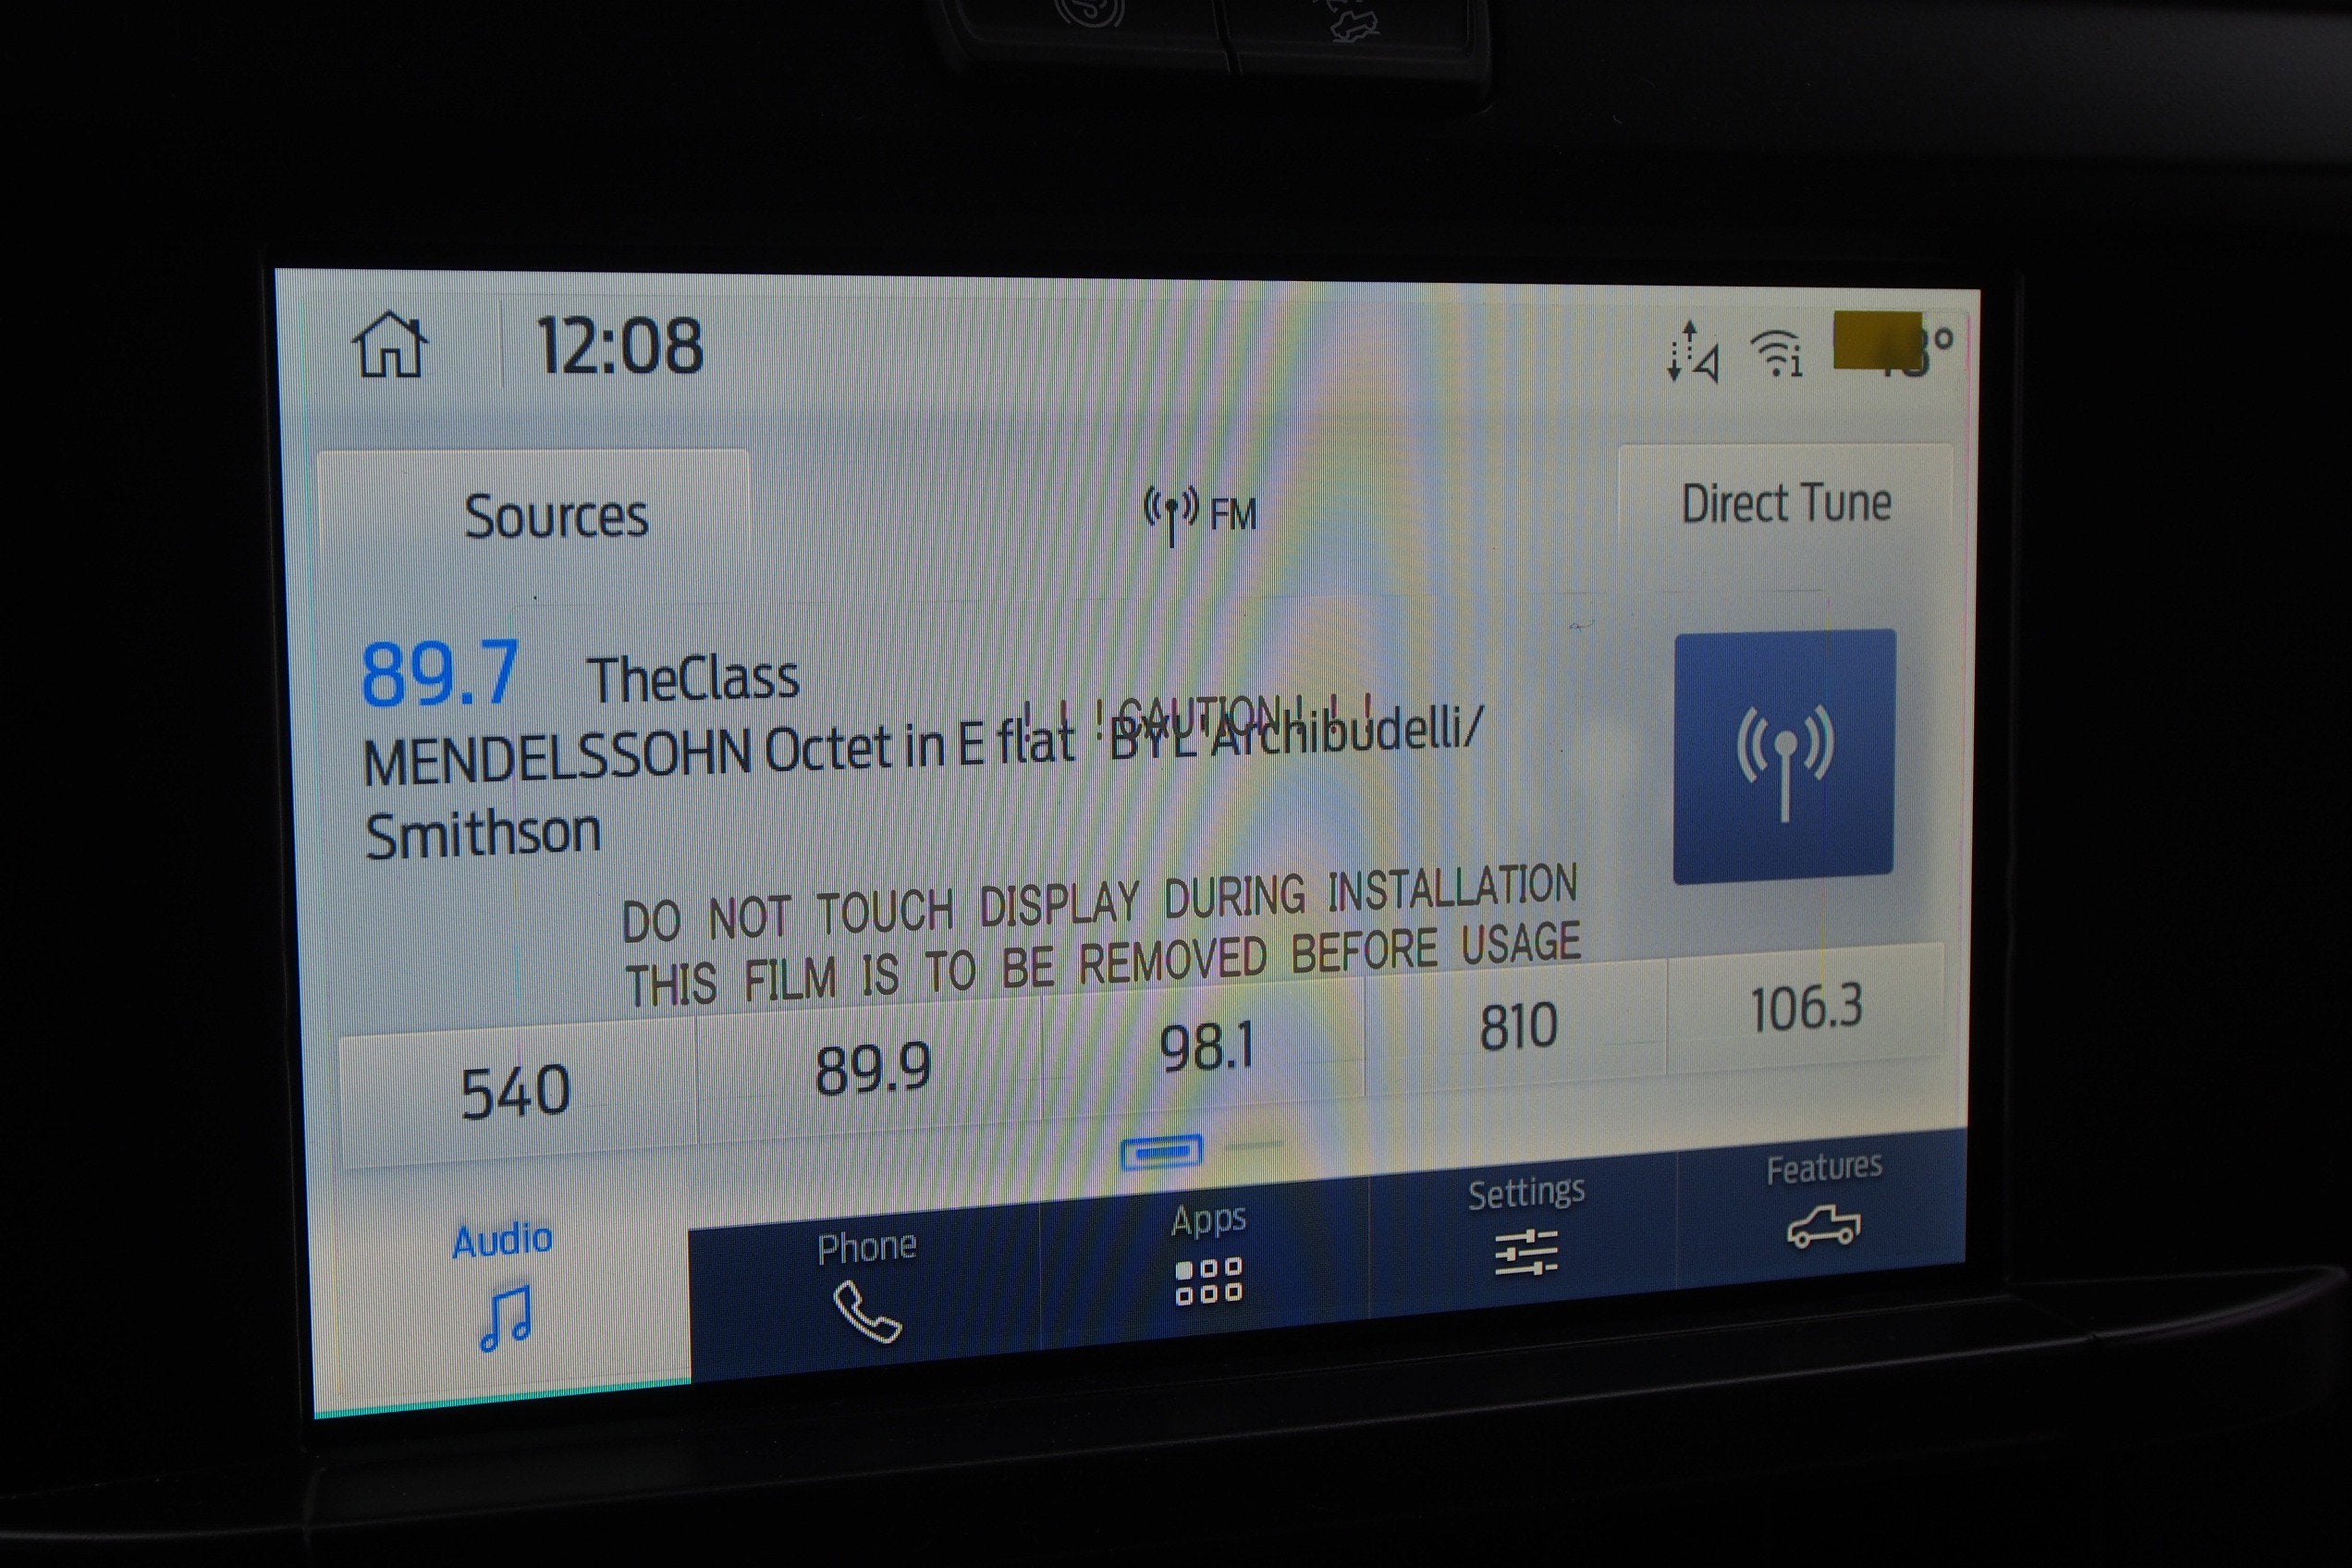 12:08
Sources
FM
Direct Tune
89.7 TheClass
! ! ! CAUTION ! ! !
MENDELSSOHN Octet in E flat BYL'Archibudelli/
Smithson
DO NOT TOUCH DISPLAY DURING INSTALLATION
THIS FILM IS TO BE REMOVED BEFORE USAGE
540 89.9 98.1 810 106.3
Audio Phone Apps Settings Features